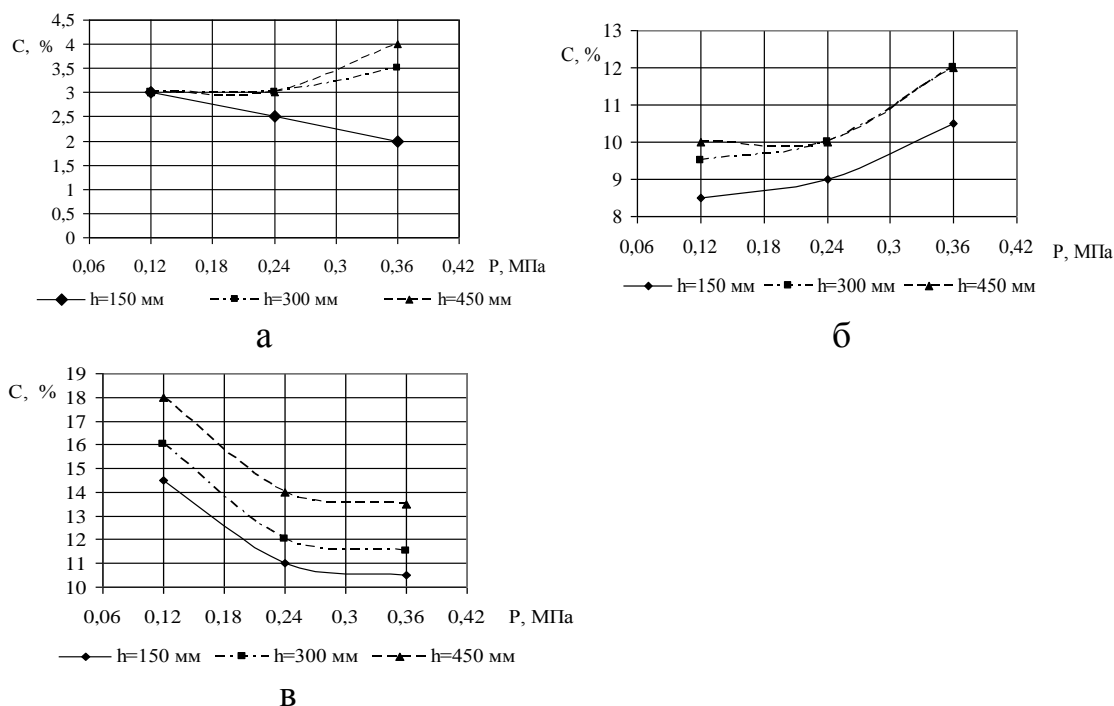 4,5
C, %
4
3,5
3
2,5
2
1,5
1
0,5
0
0,06 0,12 0,18 0,24 0,3 0,36 0,42 P, МПа
h=150 мм h=300 мм h=450 мм
а
13
C, %
12
11
10
9
8
0,06 0,12 0,18 0,24 0,3 0,36 0,42 P, МПа
h=150 мм h=300 мм h=450 мм
б
19
C, %
18
17
16
15
14
13
12
11
10
0,06 0,12 0,18 0,24 0,3 0,36 0,42 P, МПа
h=150 мм h=300 мм h=450 мм
в